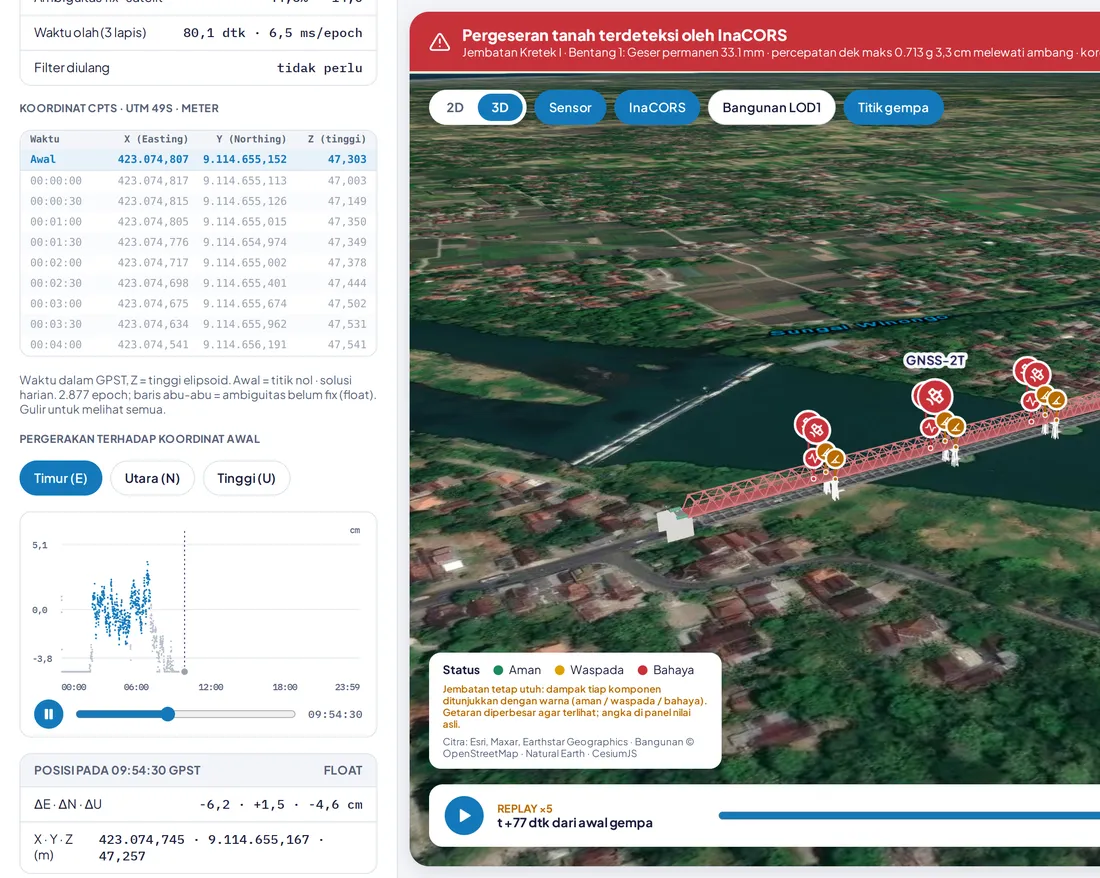 Waktu olah (3 lapis) 80,1 dtk · 6,5 ms/epoch
Filter diulang tidak perlu
KOORDINAT CPTS · UTM 49S · METER
Waktu X (Easting) Y (Northing) Z (tinggi)
Awal 423.074,807 9.114.655,152 47,303
00:00:00 423.074,817 9.114.655,113 47,003
00:00:30 423.074,815 9.114.655,126 47,149
00:01:00 423.074,805 9.114.655,015 47,350
00:01:30 423.074,776 9.114.654,974 47,349
00:02:00 423.074,717 9.114.655,002 47,378
00:02:30 423.074,698 9.114.655,401 47,444
00:03:00 423.074,675 9.114.655,674 47,502
00:03:30 423.074,634 9.114.655,962 47,531
00:04:00 423.074,541 9.114.656,191 47,541
Waktu dalam GPST, Z = tinggi elipsoid. Awal = titik nol · solusi
harian. 2.877 epoch; baris abu-abu = ambiguitas belum fix (float).
Gulir untuk melihat semua.
PERGERAKAN TERHADAP KOORDINAT AWAL
Timur (E) Utara (N) Tinggi (U)
cm
5,1
0,0
-3,8
00:00 06:00 12:00 18:00 23:59
09:54:30
POSISI PADA 09:54:30 GPST FLOAT
ΔE · ΔN · ΔU -6,2 · +1,5 · -4,6 cm
X · Y · Z (m) 423.074,745 · 9.114.655,167 ·
47,257
Pergeseran tanah terdeteksi oleh InaCORS
Jembatan Kretek I · Bentang 1: Geser permanen 33.1 mm · percepatan dek maks 0.713 g 3,3 cm melewati ambang · kor
2D 3D Sensor InaCORS Bangunan LOD1 Titik gempa
Sungai Winongo
GNSS-2T
Status Aman Waspada Bahaya
Jembatan tetap utuh: dampak tiap komponen
ditunjukkan dengan warna (aman / waspada / bahaya).
Getaran diperbesar agar terlihat; angka di panel nilai
asli.
Citra: Esri, Maxar, Earthstar Geographics · Bangunan ©
OpenStreetMap · Natural Earth · CesiumJS
REPLAY ×5
t +77 dtk dari awal gempa